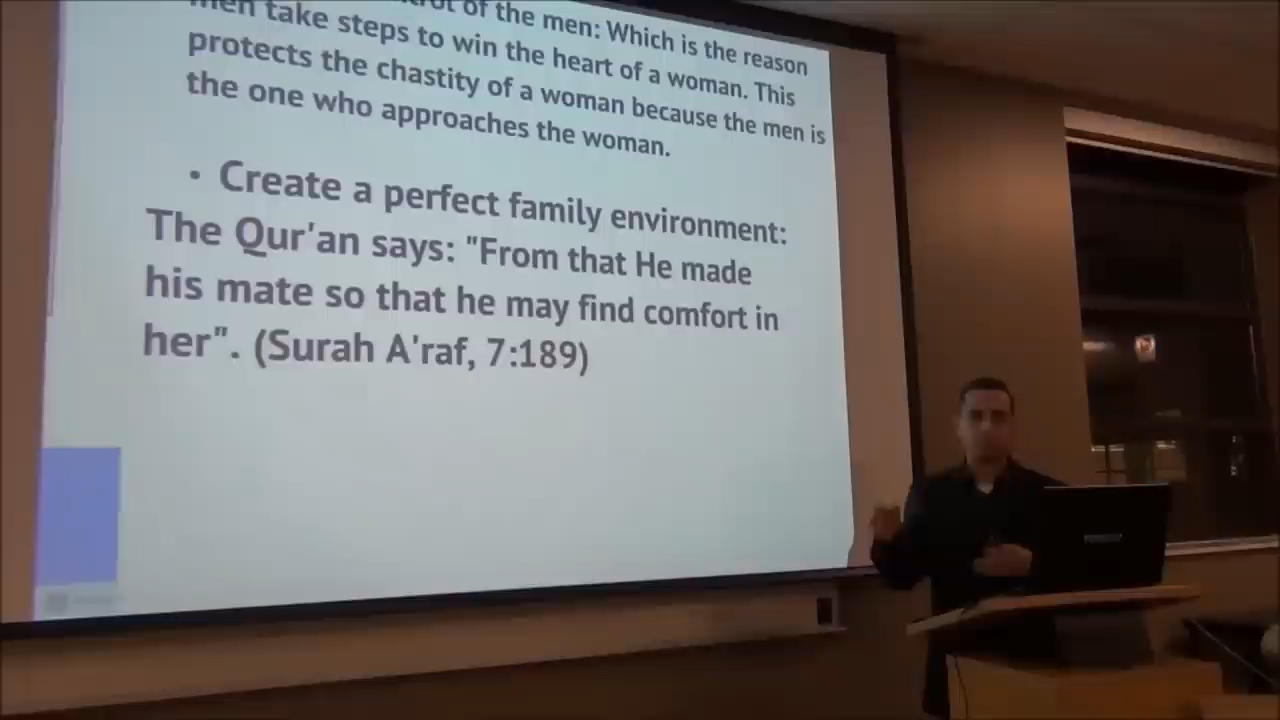 of the men: Which is the reason
men take steps to win the heart of a woman. This
protects the chastity of a woman because the men is
the one who approaches the woman.
• Create a perfect family environment:
The Qur'an says: "From that He made
his mate so that he may find comfort in
her". (Surah A'raf, 7:189)